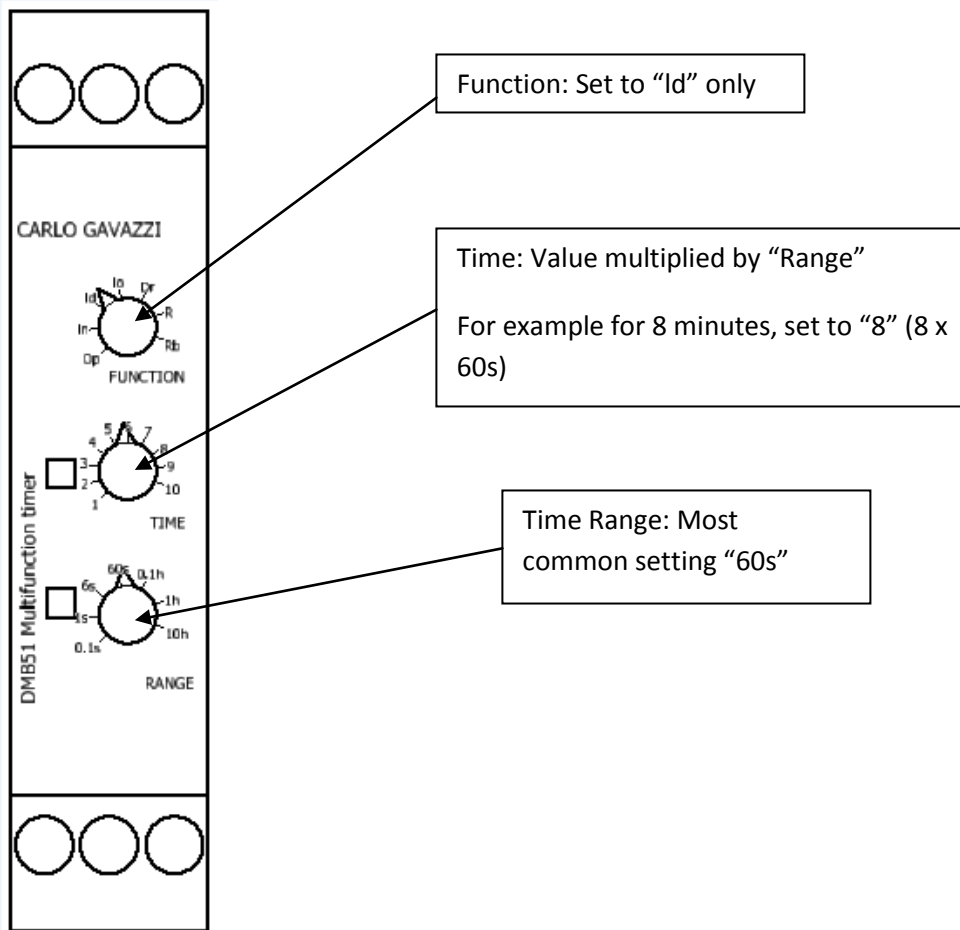 Function: Set to “Id” only
CARLO GAVAZZI
Time: Value multiplied by “Range”
For example for 8 minutes, set to “8” (8 x
60s)
Io
Dr
Id
R
In
Rb
Op
FUNCTION
5
6
7
4
8
3
9
2
10
1
TIME
Time Range: Most
common setting “60s”
60s
0.1h
6s
1h
1s
10h
0.1s
RANGE
DMB51 Multifunction timer